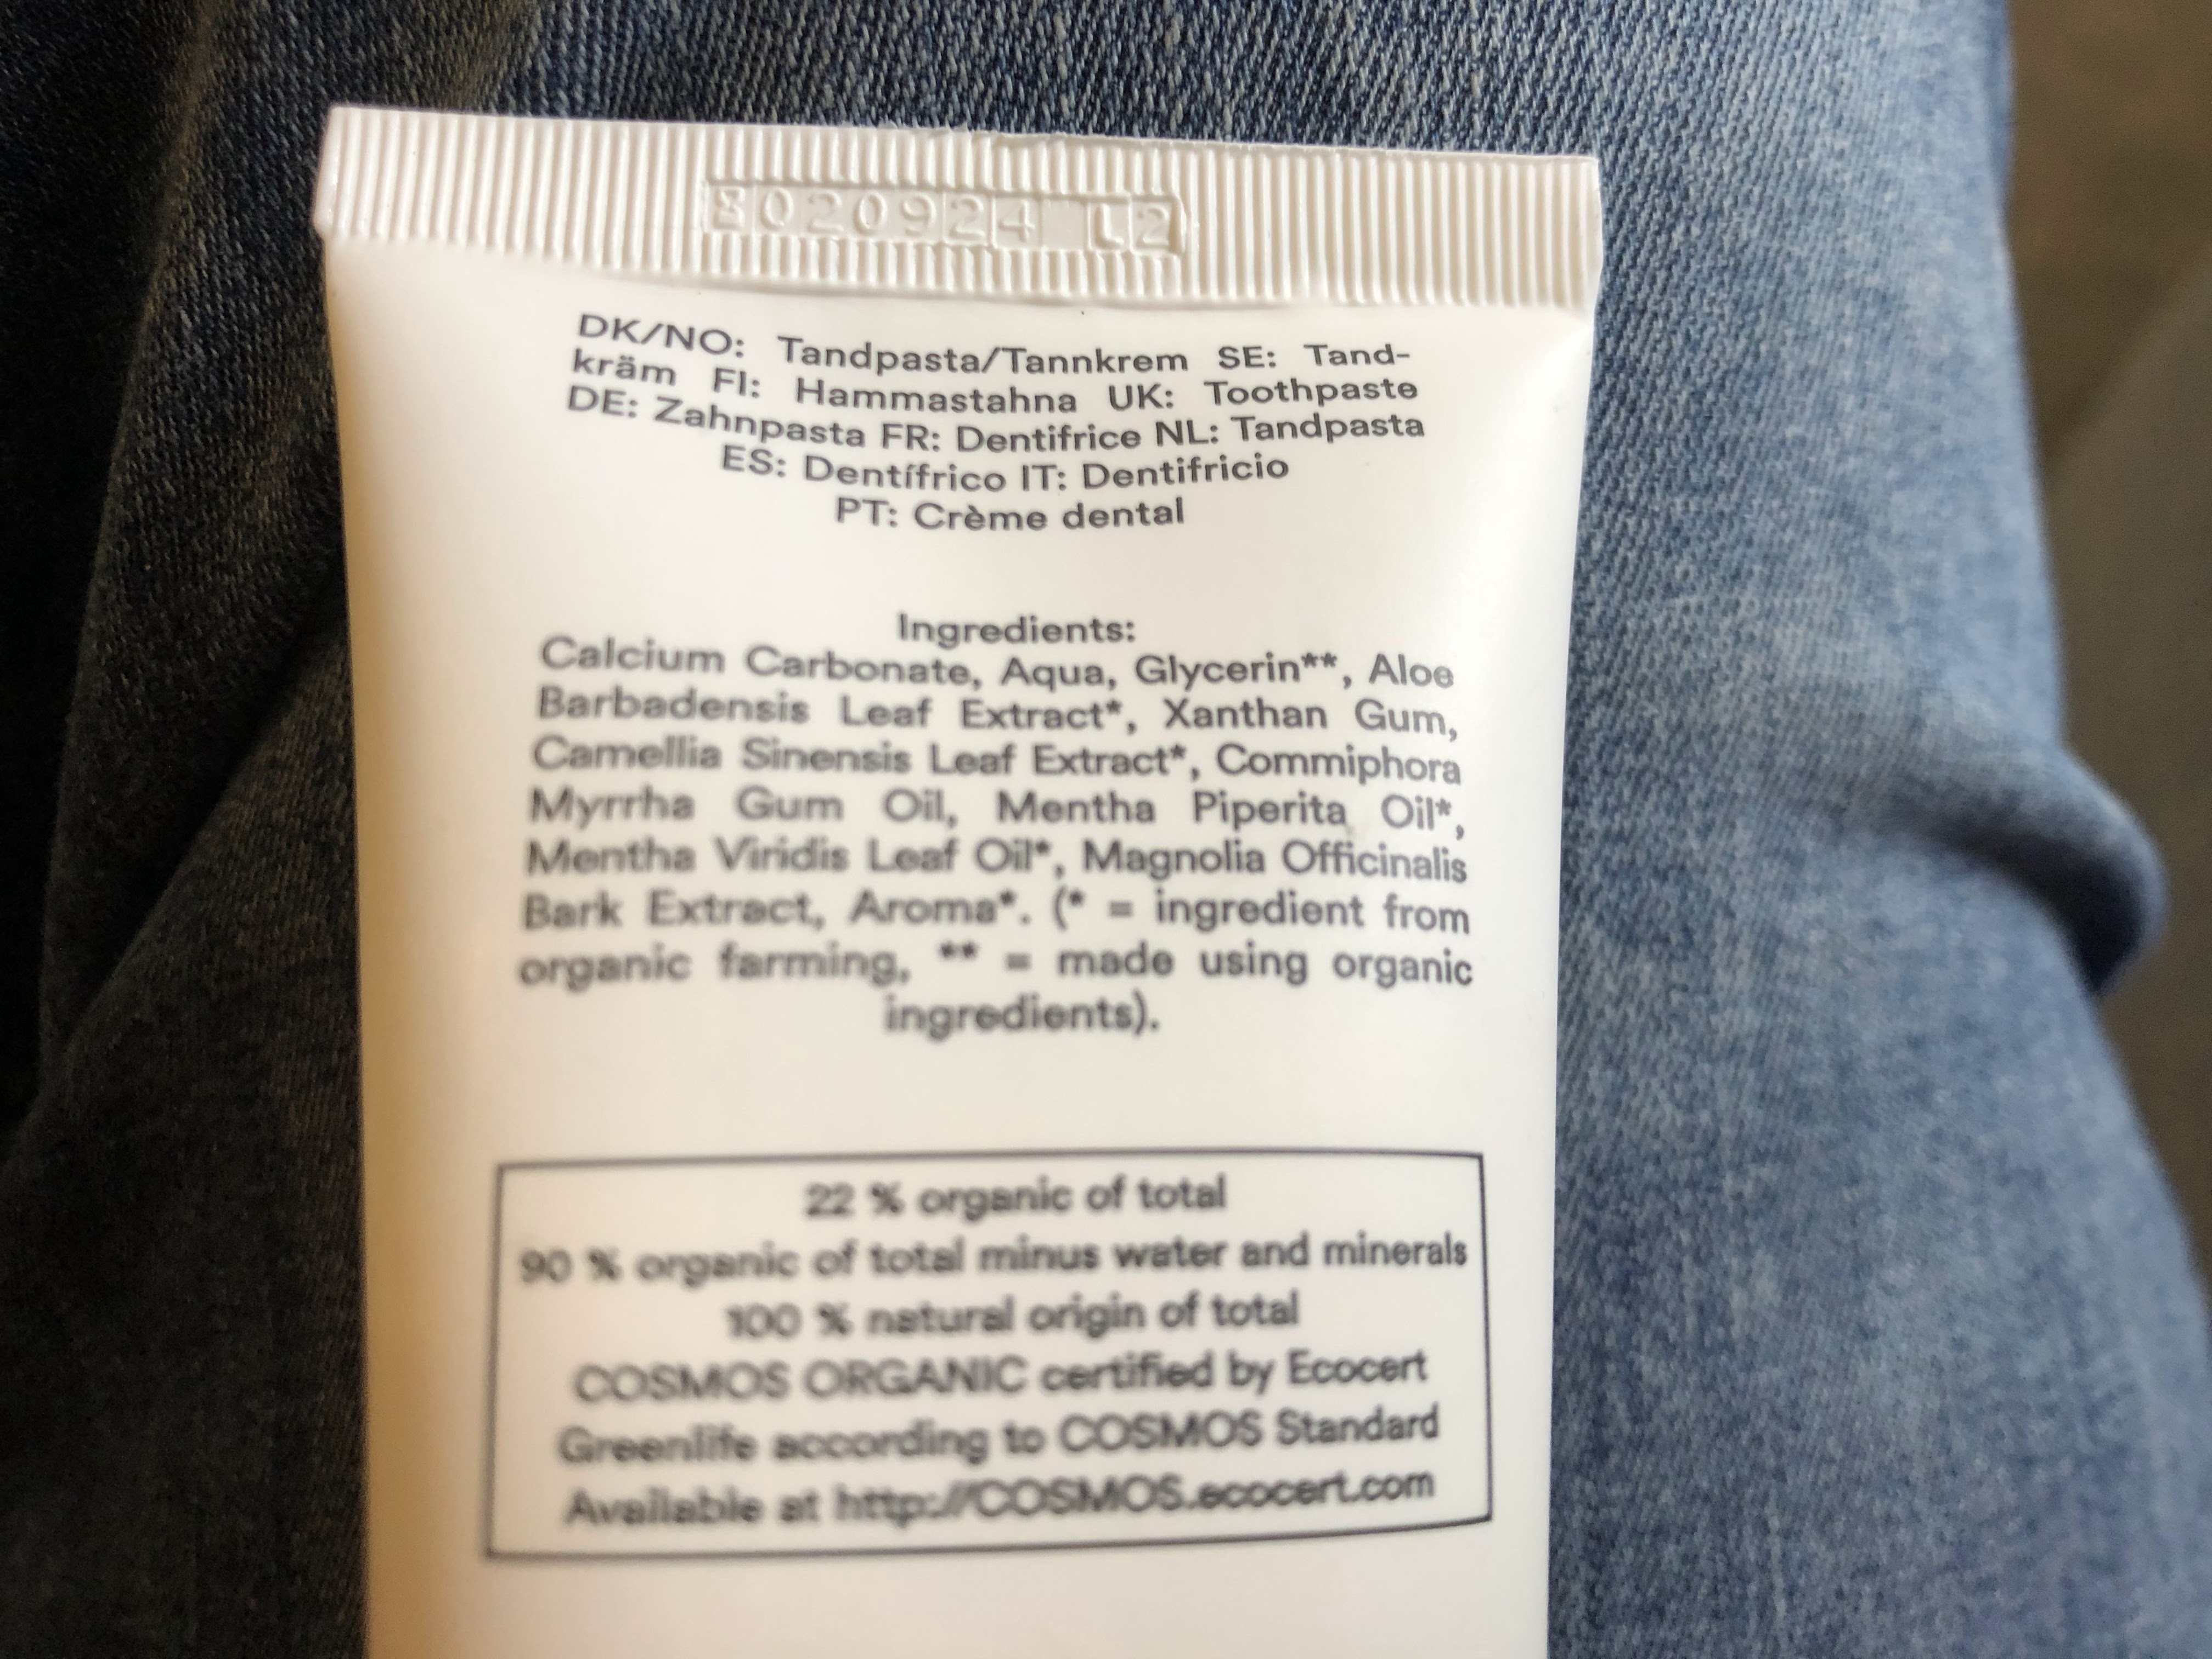 8020924 L2
DK/NO: Tandpasta/Tannkrem SE: Tand-
kräm FI: Hammastahna UK: Toothpaste
DE: Zahnpasta FR: Dentifrice NL: Tandpasta
ES: Dentífrico IT: Dentifricio
PT: Crème dental
Ingredients:
Calcium Carbonate, Aqua, Glycerin**, Aloe
Barbadensis Leaf Extract*, Xanthan Gum,
Camellia Sinensis Leaf Extract*, Commiphora
Myrrha Gum Oil, Mentha Piperita Oil*,
Mentha Viridis Leaf Oil*, Magnolia Officinalis
Bark Extract, Aroma*. (* = ingredient from
organic farming, ** = made using organic
ingredients).
22 % organic of total
90 % organic of total minus water and minerals
100 % natural origin of total
COSMOS ORGANIC certified by Ecocert
Greenlife according to COSMOS Standard
Available at http://COSMOS.ecocert.com